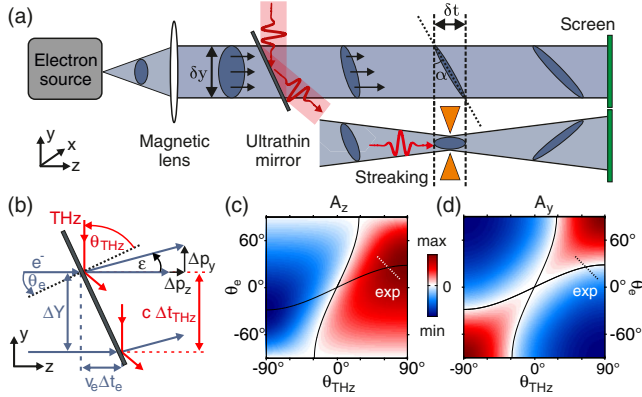 (a)
δt
Screen
Electron
source
δy
α
y
x
z
Magnetic
lens
Ultrathin
mirror
Streaking
(b)
THz
θTHz
e-
θe
ε
Δpy
Δpz
ΔY
c ΔtTHz
y
z
veΔte
(c)
Az
60°
θe
0°
-60°
exp
-90°
0°
90°
θTHz
max
0
min
(d)
Ay
60°
0°
θe
-60°
exp
-90°
0°
90°
θTHz